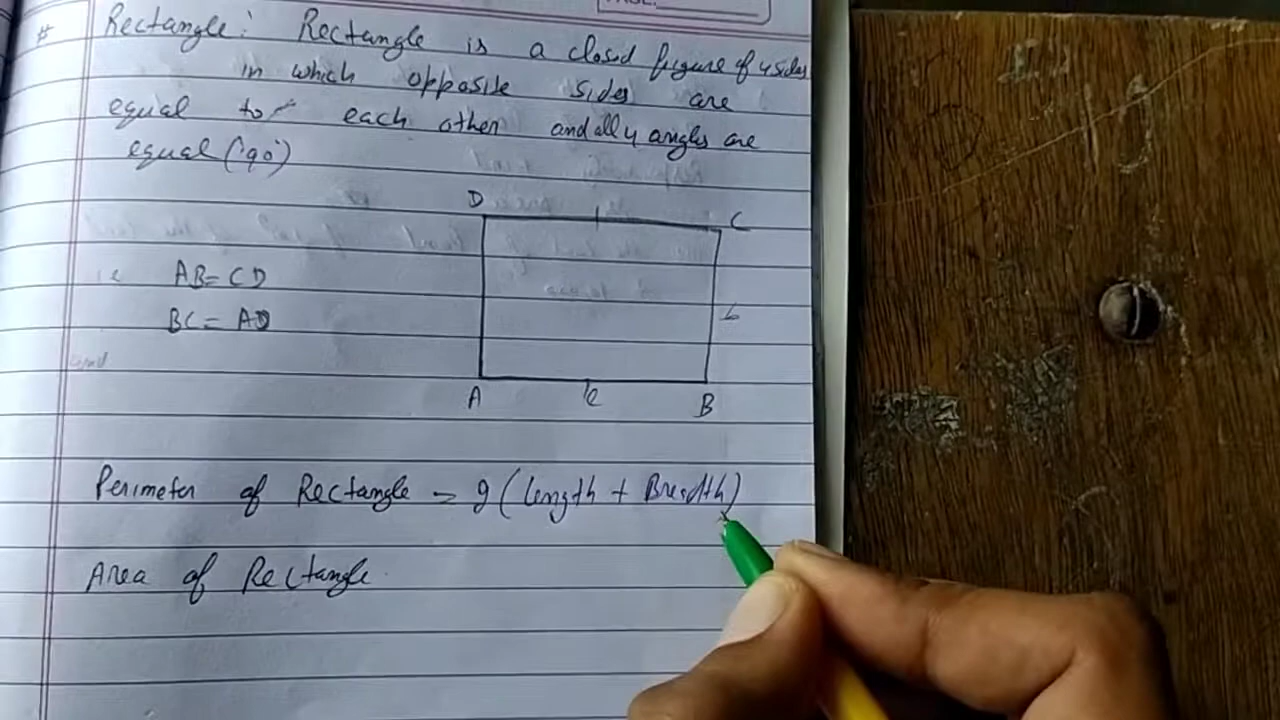 # Rectangle: Rectangle is a closed figure of 4 sides
in which opposite sides are
equal to each other and all 4 angles are
equal (90°)
D C
i.e AB = CD
BC = AD
b
A l B
Perimeter of Rectangle = 2 (length + Breadth)
Area of Rectangle